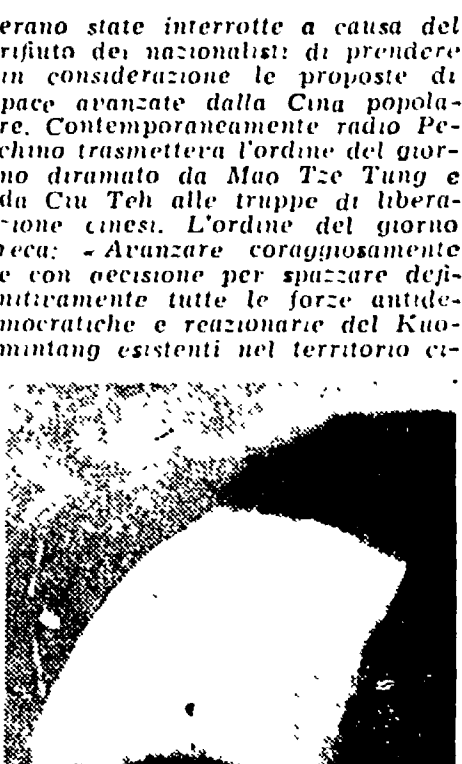 erano state interrotte a causa del
rifiuto dei nazionalisti di prendere
in considerazione le proposte di
pace avanzate dalla Cina popola-
re. Contemporaneamente radio Pe-
chino trasmetteva l'ordine del gior-
no diramato da Mao Tze Tung e
da Ciu Teh alle truppe di libera-
zione cinesi. L'ordine del giorno
reca: « Avanzare coraggiosamente
e con decisione per spazzare defi-
nitivamente tutte le forze antide-
mocratiche e reazionarie del Kuo-
mintang esistenti nel territorio ci-